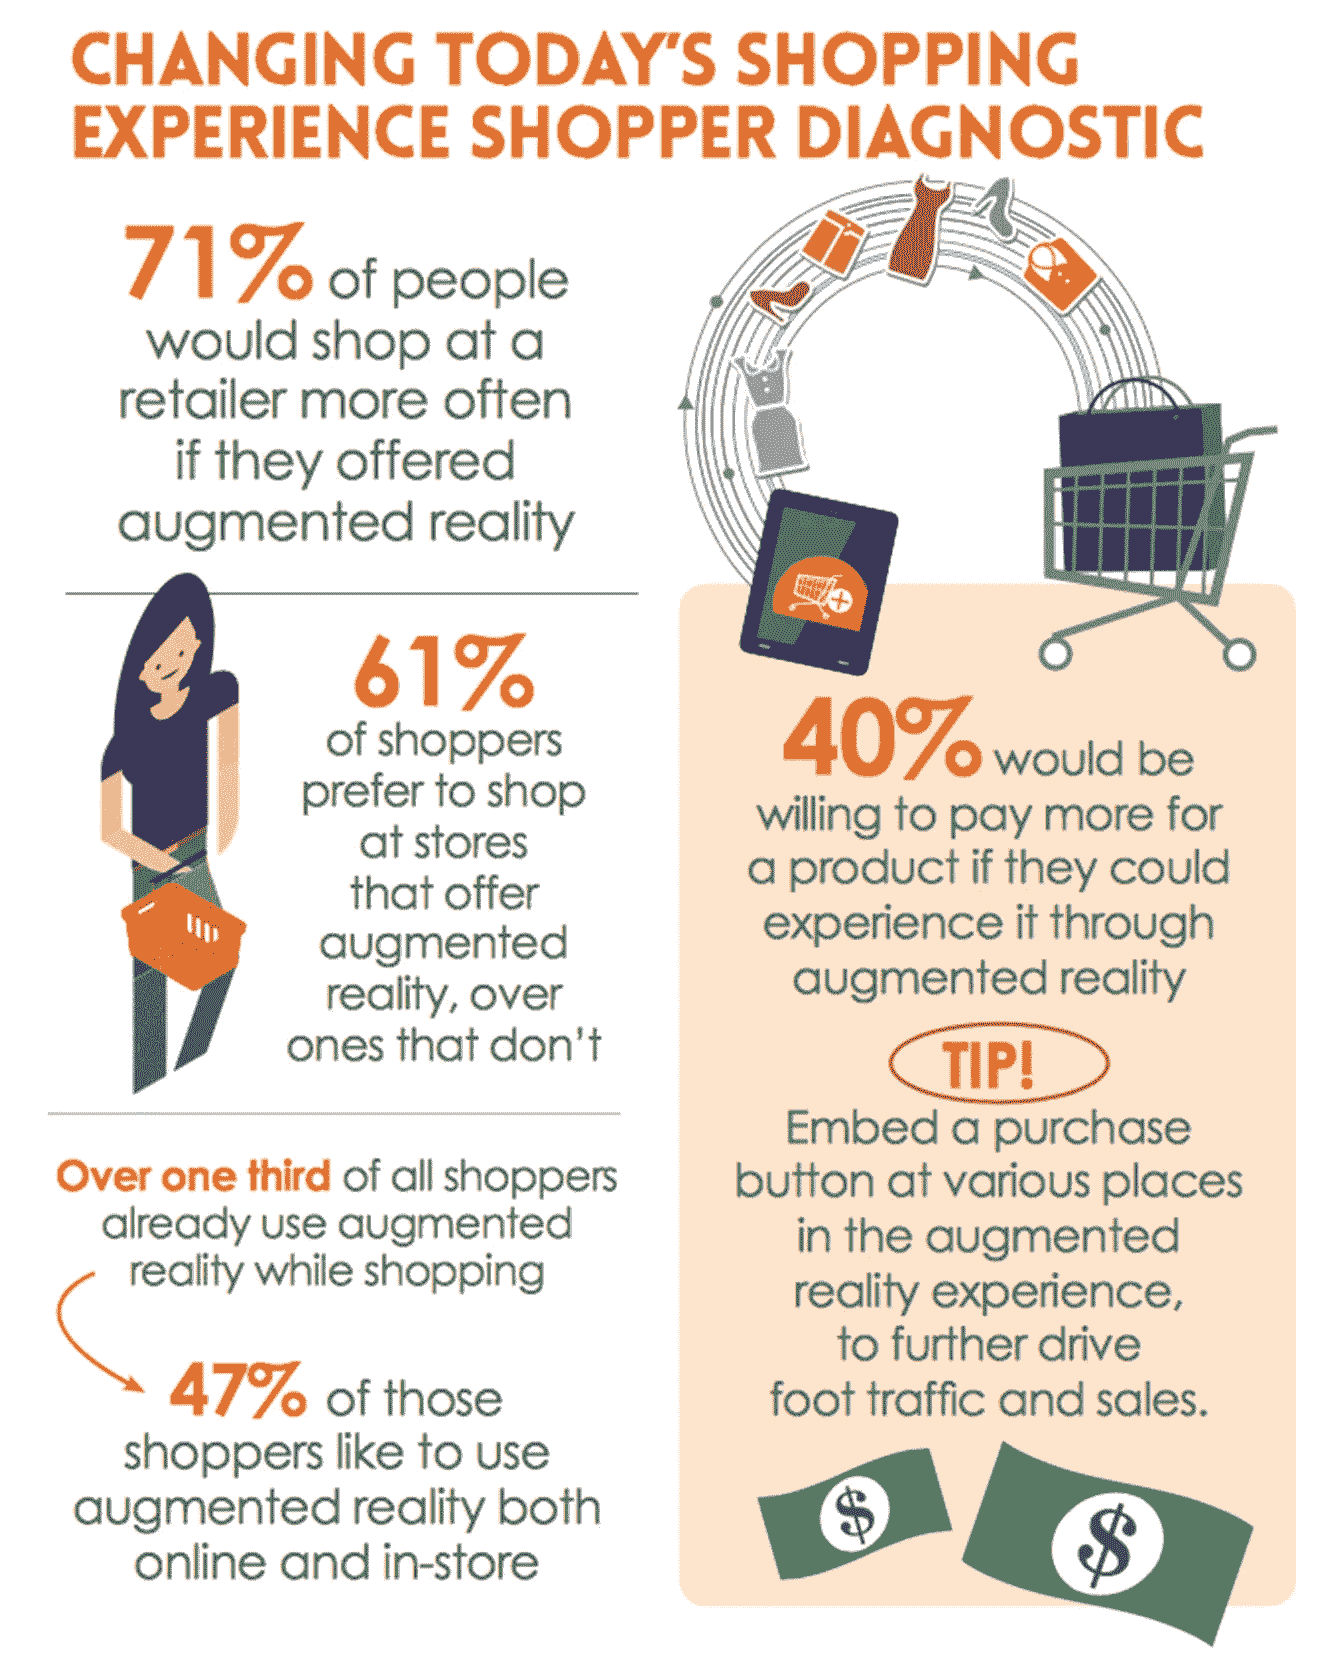 CHANGING TODAY'S SHOPPING
EXPERIENCE SHOPPER DIAGNOSTIC
71% of people
would shop at a
retailer more often
if they offered
augmented reality
61%
of shoppers
prefer to shop
at stores
that offer
augmented
reality, over
ones that don't
Over one third of all shoppers
already use augmented
reality while shopping
47% of those
shoppers like to use
augmented reality both
online and in-store
40% would be
willing to pay more for
a product if they could
experience it through
augmented reality
TIP!
Embed a purchase
button at various places
in the augmented
reality experience,
to further drive
foot traffic and sales.
$
$